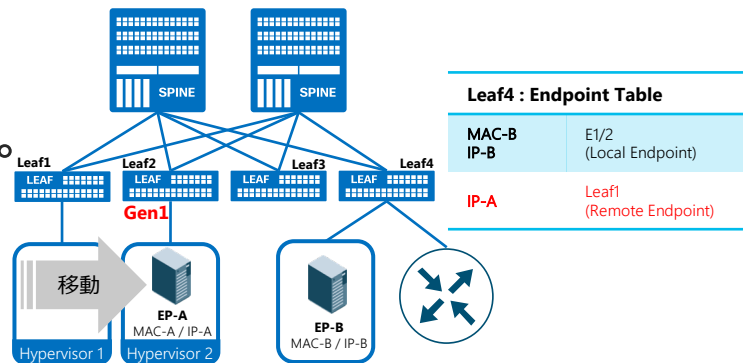 SPINE
SPINE
Leaf1
Leaf2
Leaf3
Leaf4
LEAF
LEAF
LEAF
LEAF
Gen1
移動
EP-A
MAC-A / IP-A
EP-B
MAC-B / IP-B
Hypervisor 1
Hypervisor 2
Leaf4 : Endpoint Table
MAC-B
IP-B
E1/2
(Local Endpoint)
IP-A
Leaf1
(Remote Endpoint)